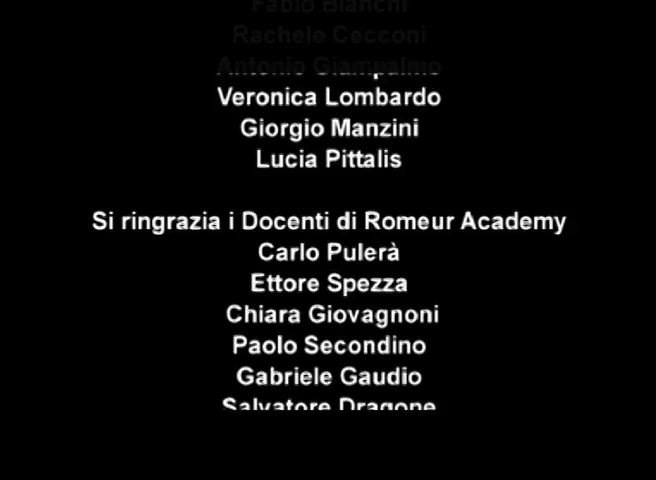 Fabio Bianchi
Rachele Cecconi
Antonio Giampalmo
Veronica Lombardo
Giorgio Manzini
Lucia Pittalis
Si ringrazia i Docenti di Romeur Academy
Carlo Pulerà
Ettore Spezza
Chiara Giovagnoni
Paolo Secondino
Gabriele Gaudio
Salvatore Dragone